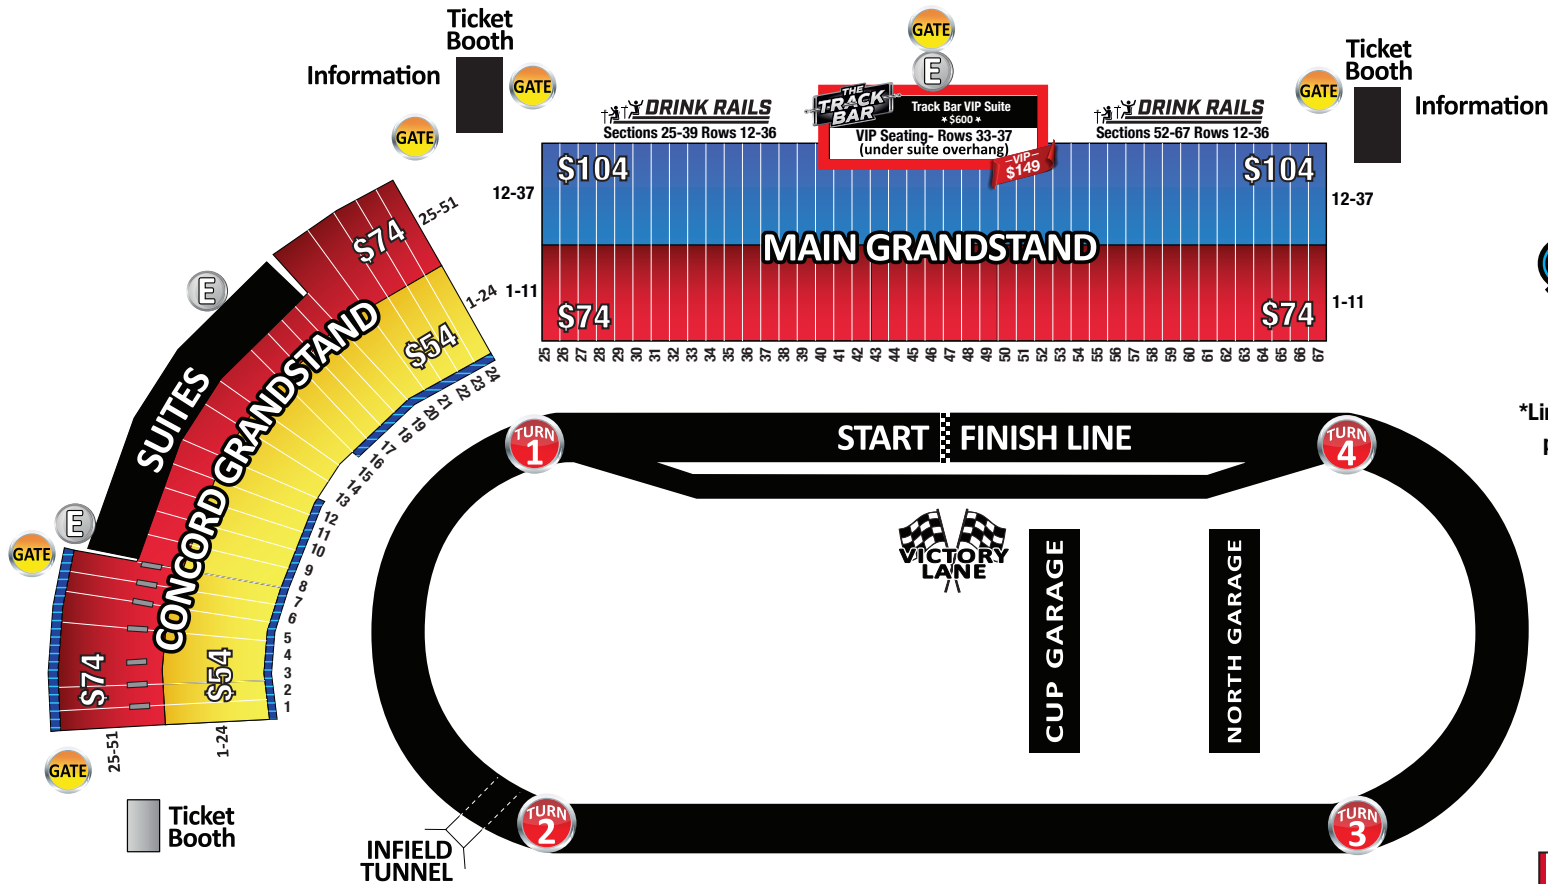 Ticket
Booth
Information
GATE
GATE
GATE
E
GATE
Ticket
Booth
Information
DRINK RAILS
Sections 25-39 Rows 12-36
THE
TRACK
BAR
Track Bar VIP Suite
$600
VIP Seating- Rows 33-37
(under suite overhang)
VIP
$149
DRINK RAILS
Sections 52-67 Rows 12-36
12-37
$104
$104
12-37
MAIN GRANDSTAND
1-11
$74
$74
1-11
25 26 27 28 29 30 31 32 33 34 35 36 37 38 39 40 41 42 43 45 46 47 48 49 50 51 52 53 54 55 56 57 58 59 60 61 62 63 64 65 66 67
25-51
$74
1-24
$54
E
SUITES
CONCORD GRANDSTAND
E
GATE
24
23
22
21
20
19
18
17
16
15
14
13
12
11
10
9
8
7
6
5
4
3
2
1
$74
$54
25-51
1-24
GATE
Ticket
Booth
START FINISH LINE
TURN
1
TURN
4
VICTORY
LANE
CUP GARAGE
NORTH GARAGE
TURN
2
TURN
3
INFIELD
TUNNEL